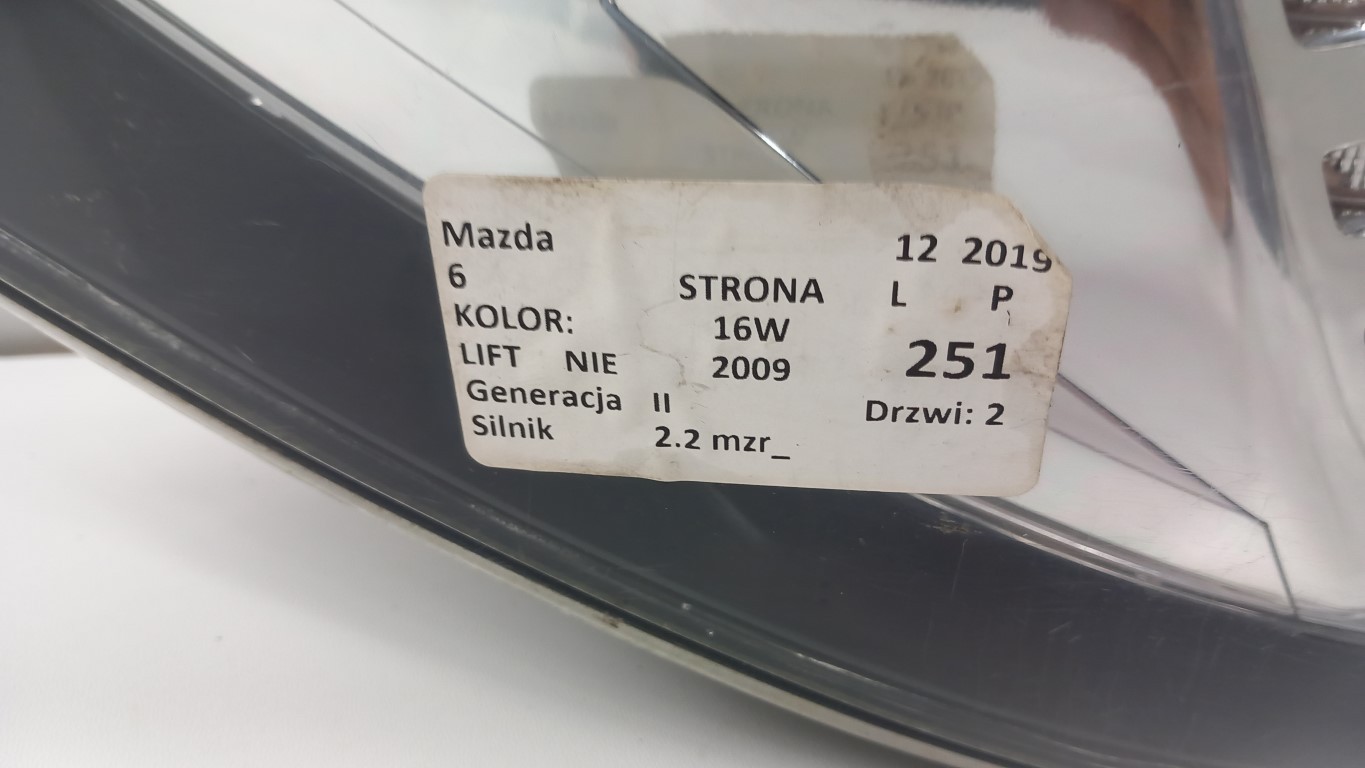 Mazda 12 2019
6 STRONA L P
KOLOR: 16W
LIFT NIE 2009 251
Generacja II Drzwi: 2
Silnik 2.2 mzr_